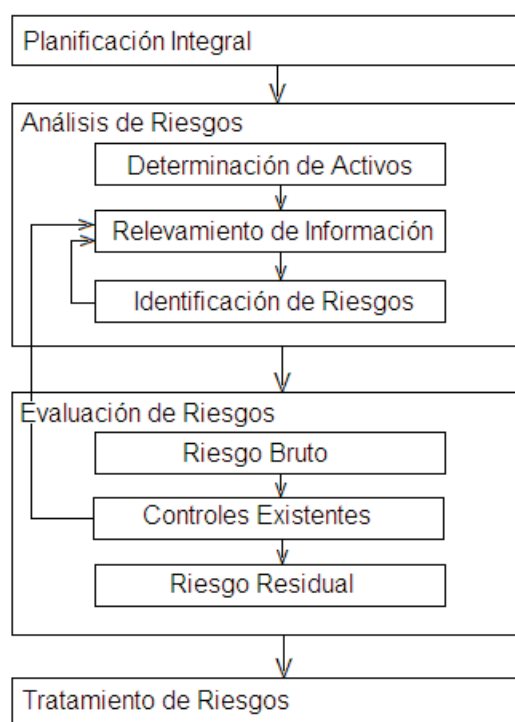 Planificación Integral
Análisis de Riesgos
Determinación de Activos
Relevamiento de Información
Identificación de Riesgos
Evaluación de Riesgos
Riesgo Bruto
Controles Existentes
Riesgo Residual
Tratamiento de Riesgos